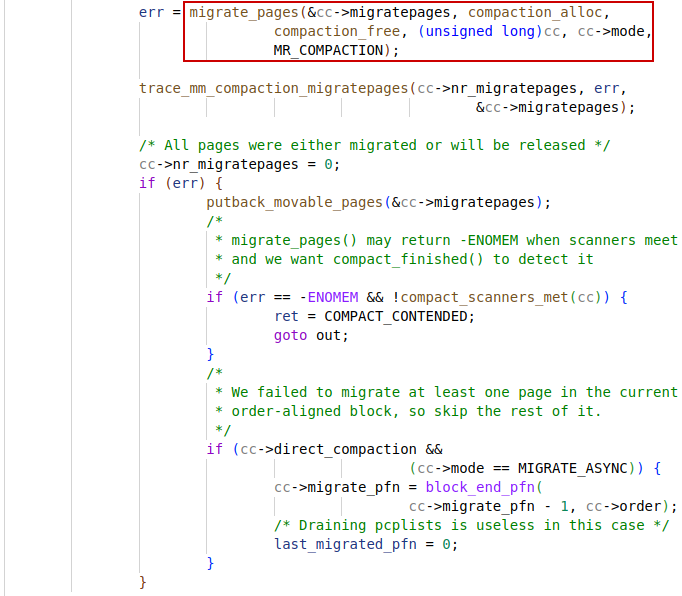 err = migrate_pages(&cc->migratepages, compaction_alloc,
compaction_free, (unsigned long)cc, cc->mode,
MR_COMPACTION);
trace_mm_compaction_migratepages(cc->nr_migratepages, err,
&cc->migratepages);
/* All pages were either migrated or will be released */
cc->nr_migratepages = 0;
if (err) {
putback_movable_pages(&cc->migratepages);
/*
* migrate_pages() may return -ENOMEM when scanners meet
* and we want compact_finished() to detect it
*/
if (err == -ENOMEM && !compact_scanners_met(cc)) {
ret = COMPACT_CONTENDED;
goto out;
}
/*
* We failed to migrate at least one page in the current
* order-aligned block, so skip the rest of it.
*/
if (cc->direct_compaction &&
(cc->mode == MIGRATE_ASYNC)) {
cc->migrate_pfn = block_end_pfn(
cc->migrate_pfn - 1, cc->order);
/* Draining pcplists is useless in this case */
last_migrated_pfn = 0;
}
}